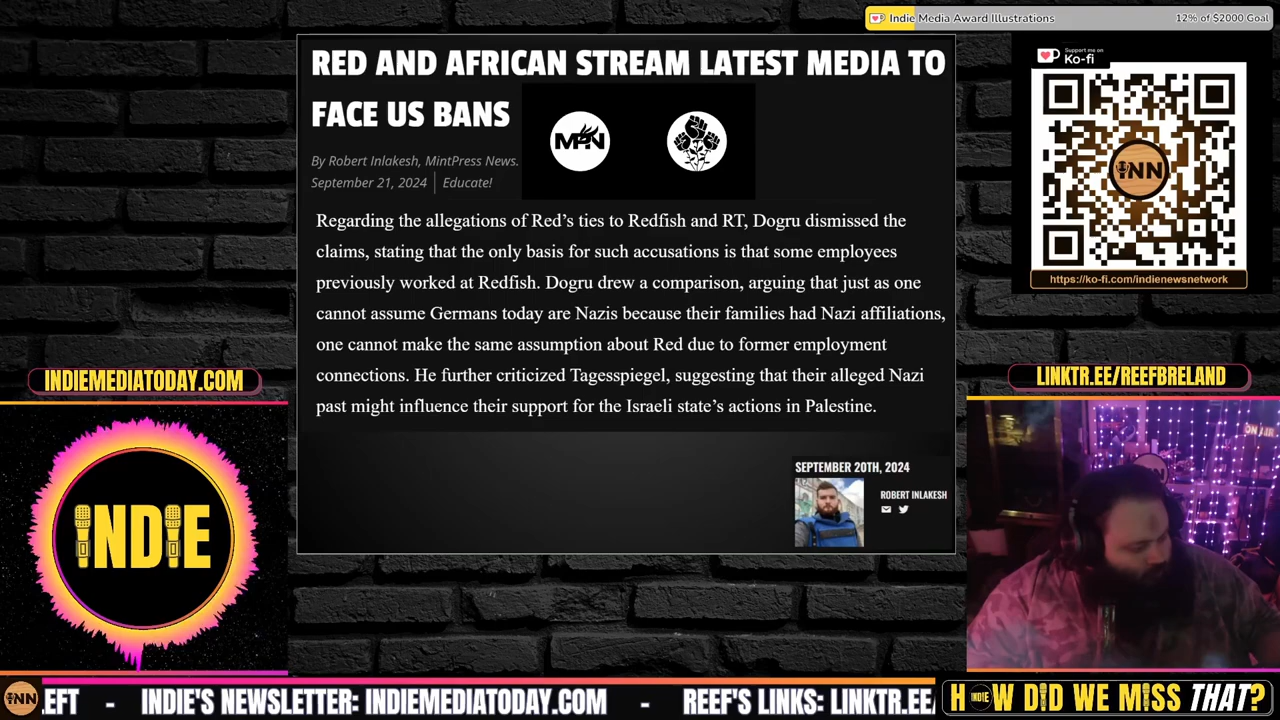 Indie Media Award Illustrations
12% of $2000 Goal
RED AND AFRICAN STREAM LATEST MEDIA TO
FACE US BANS
MPN
By Robert Inlakesh, MintPress News.
September 21, 2024 | Educate!
Regarding the allegations of Red’s ties to Redfish and RT, Dogru dismissed the
claims, stating that the only basis for such accusations is that some employees
previously worked at Redfish. Dogru drew a comparison, arguing that just as one
cannot assume Germans today are Nazis because their families had Nazi affiliations,
one cannot make the same assumption about Red due to former employment
connections. He further criticized Tagesspiegel, suggesting that their alleged Nazi
past might influence their support for the Israeli state’s actions in Palestine.
SEPTEMBER 20TH, 2024
ROBERT INLAKESH
Support me on
Ko-fi
INN
https://ko-fi.com/indienewsnetwork
INDIEMEDIATODAY.COM
LINKTR.EE/REEFBRELAND
INDIE
ON AIR
INN
.EFT - INDIE'S NEWSLETTER: INDIEMEDIATODAY.COM - REEF'S LINKS: LINKTR.EE/
HOW DID WE MISS THAT?
INDIE